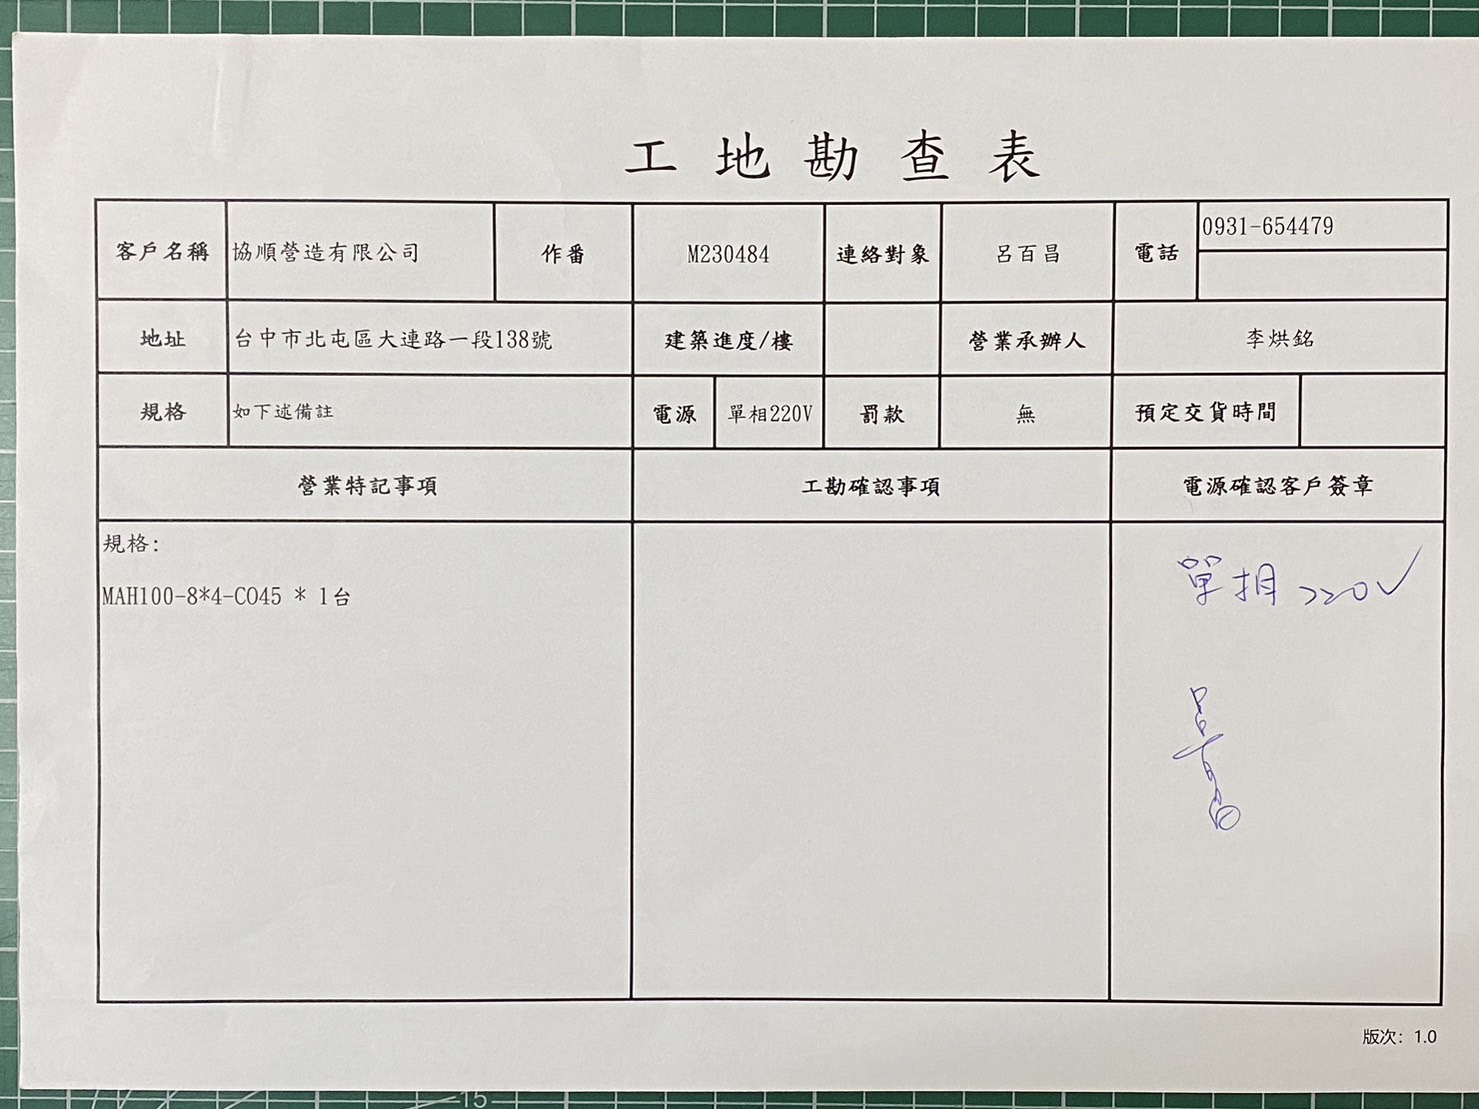 工地勘查表
客戶名稱 協順營造有限公司 作番 M230484 連絡對象 呂百昌 電話 0931-654479
地址 台中市北屯區大連路一段138號 建築進度/樓 營業承辦人 李烘銘
規格 如下述備註 電源 單相220V 罰款 無 預定交貨時間
營業特記事項 工勘確認事項 電源確認客戶簽章
規格:
MAH100-8*4-CO45 * 1台
單相 220V
呂百昌
版次: 1.0
15